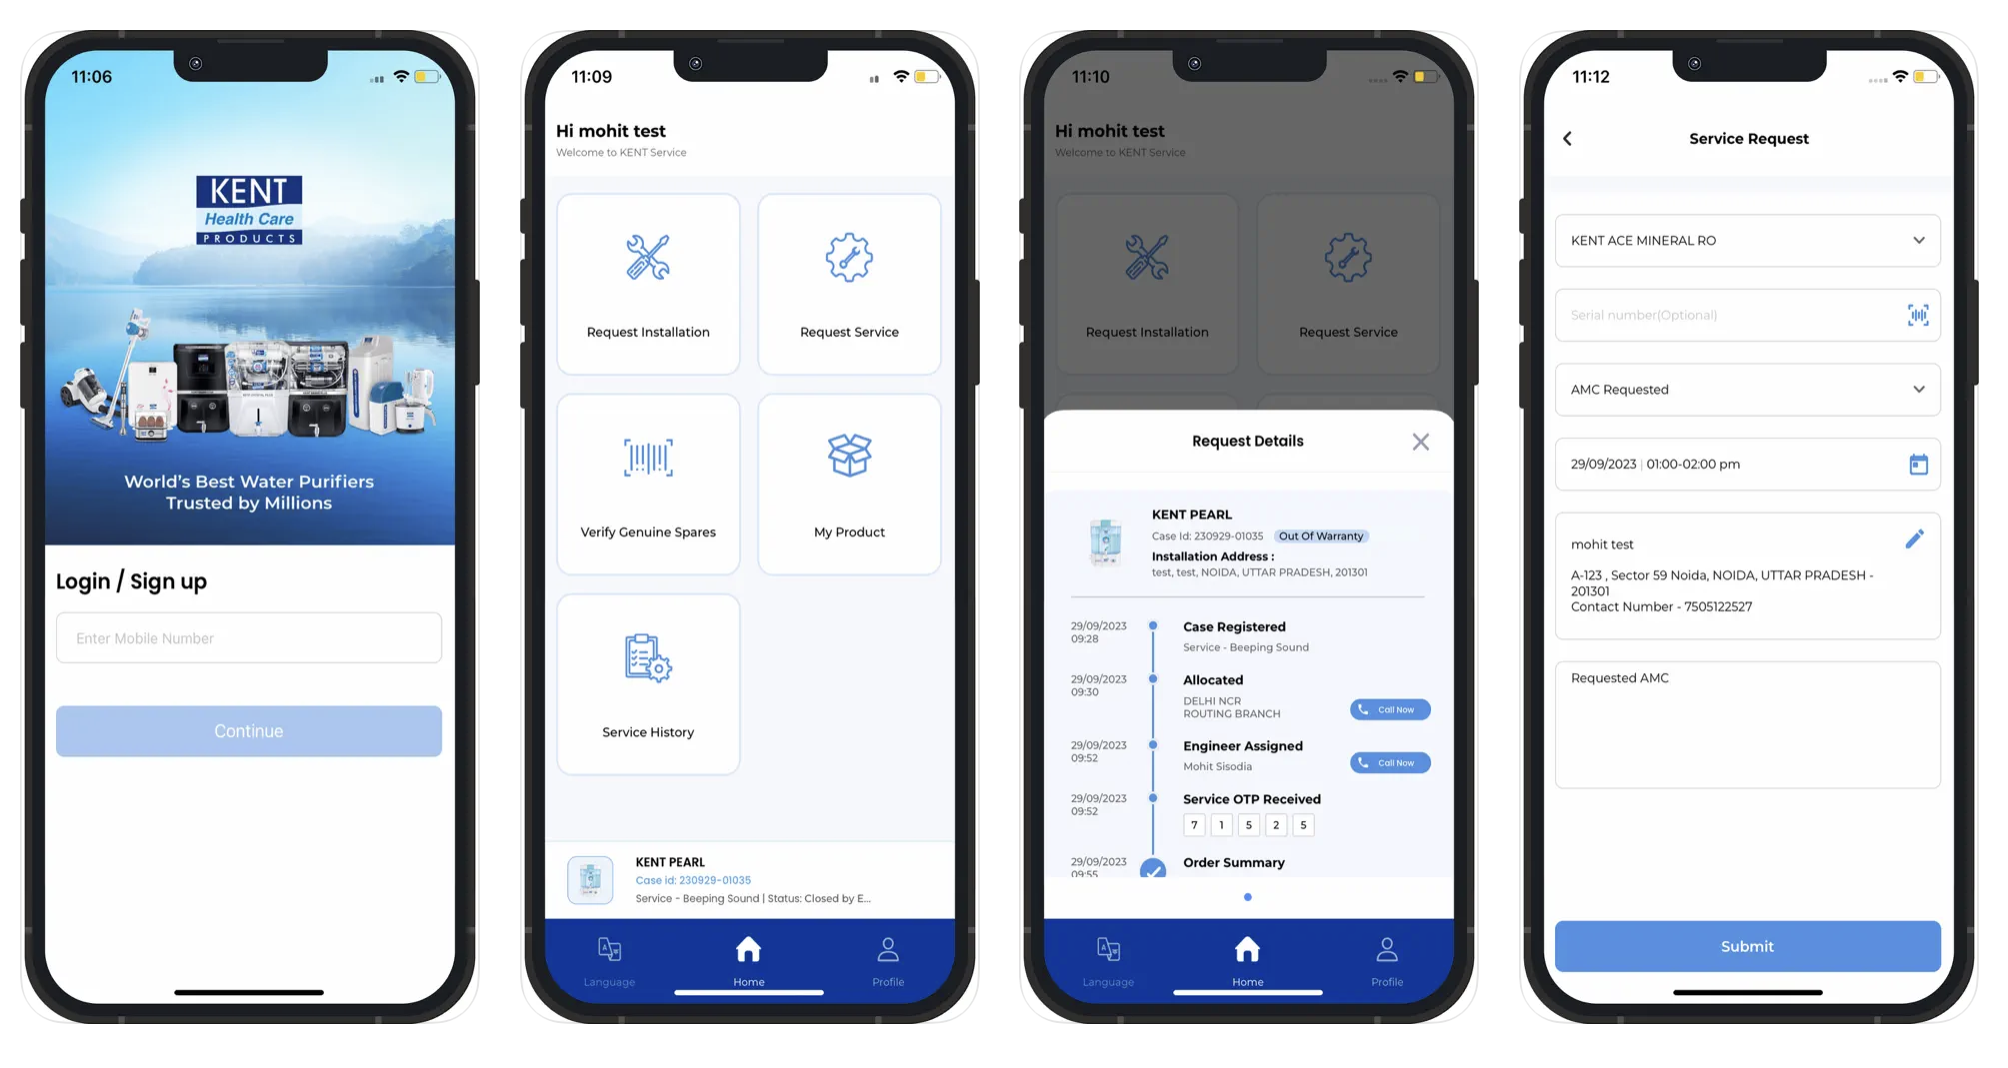 11:06
KENT
Health Care
PRODUCTS
World's Best Water Purifiers
Trusted by Millions
Login / Sign up
Enter Mobile Number
Continue
11:09
Hi mohit test
Welcome to KENT Service
Request Installation
Request Service
Verify Genuine Spares
My Product
Service History
KENT PEARL
Case id: 230929-01035
Service - Beeping Sound | Status: Closed by E...
Language
Home
Profile
11:10
Hi mohit test
Welcome to KENT Service
Request Installation
Request Service
Request Details
KENT PEARL
Case Id: 230929-01035 Out Of Warranty
Installation Address :
test, test, NOIDA, UTTAR PRADESH, 201301
29/09/2023
09:28
Case Registered
Service - Beeping Sound
29/09/2023
09:30
Allocated
DELHI NCR
ROUTING BRANCH
Call Now
29/09/2023
09:52
Engineer Assigned
Mohit Sisodia
Call Now
29/09/2023
09:52
Service OTP Received
7 1 5 2 5
29/09/2023
09:55
Order Summary
Language
Home
Profile
11:12
Service Request
KENT ACE MINERAL RO
Serial number(Optional)
AMC Requested
29/09/2023 | 01:00-02:00 pm
mohit test
A-123 , Sector 59 Noida, NOIDA, UTTAR PRADESH -
201301
Contact Number - 7505122527
Requested AMC
Submit